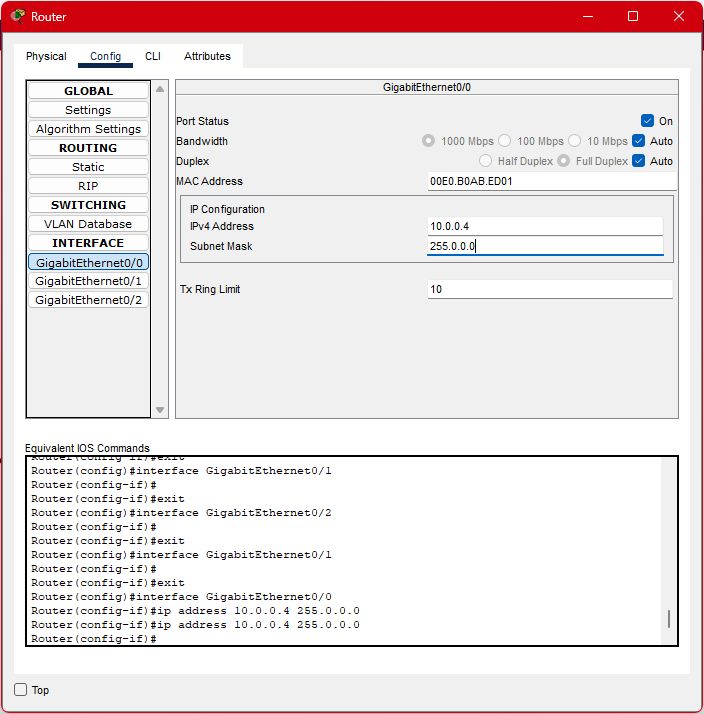 Router
Physical Config CLI Attributes
GLOBAL
Settings
Algorithm Settings
ROUTING
Static
RIP
SWITCHING
VLAN Database
INTERFACE
GigabitEthernet0/0
GigabitEthernet0/1
GigabitEthernet0/2
GigabitEthernet0/0
Port Status On
Bandwidth 1000 Mbps 100 Mbps 10 Mbps Auto
Duplex Half Duplex Full Duplex Auto
MAC Address 00E0.B0AB.ED01
IP Configuration
IPv4 Address 10.0.0.4
Subnet Mask 255.0.0.0
Tx Ring Limit 10
Equivalent IOS Commands
Router(config-if)#exit
Router(config)#interface GigabitEthernet0/1
Router(config-if)#
Router(config-if)#exit
Router(config)#interface GigabitEthernet0/2
Router(config-if)#
Router(config-if)#exit
Router(config)#interface GigabitEthernet0/1
Router(config-if)#
Router(config-if)#exit
Router(config)#interface GigabitEthernet0/0
Router(config-if)#ip address 10.0.0.4 255.0.0.0
Router(config-if)#ip address 10.0.0.4 255.0.0.0
Router(config-if)#
Top